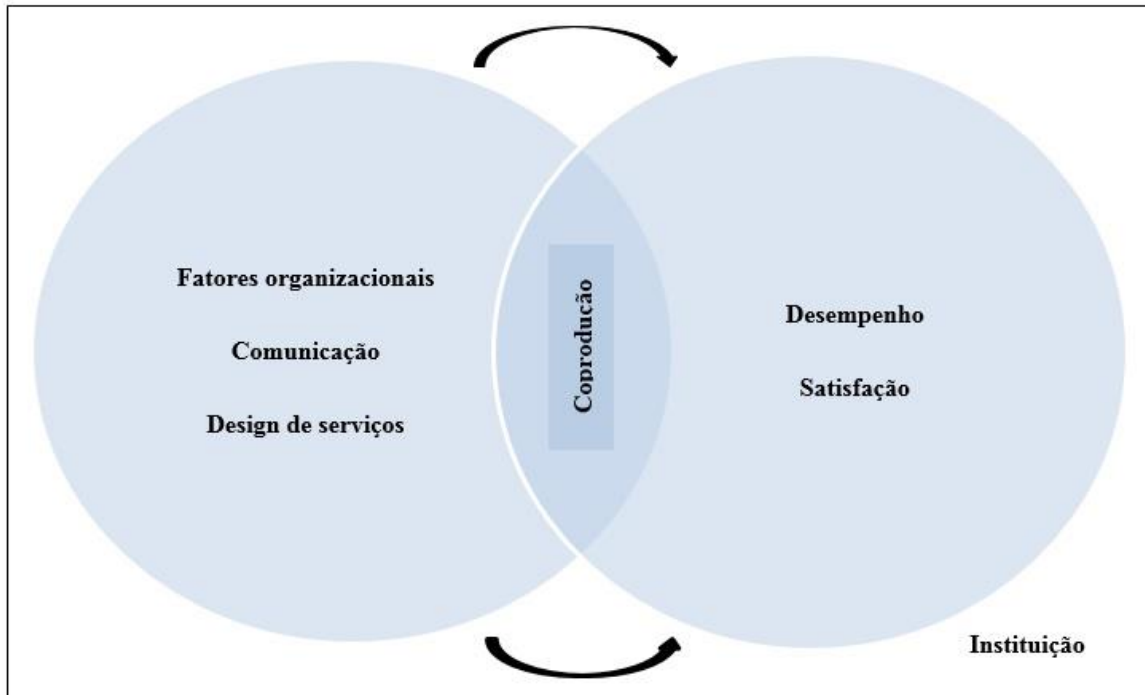 Fatores organizacionais
Comunicação
Design de serviços
Coprodução
Desempenho
Satisfação
Instituição